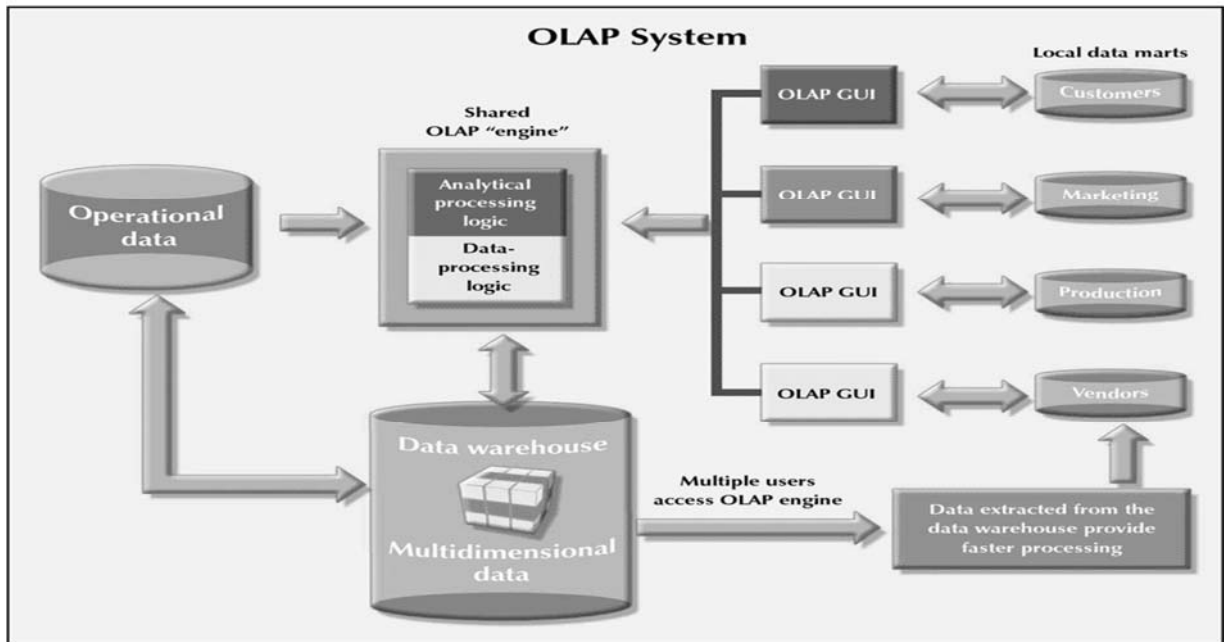 OLAP System
Local data marts
OLAP GUI
Customers
Shared
OLAP “engine”
Analytical
processing
logic
Data-
processing
logic
Operational
data
OLAP GUI
Marketing
OLAP GUI
Production
OLAP GUI
Vendors
Data warehouse
Multidimensional
data
Multiple users
access OLAP engine
Data extracted from the
data warehouse provide
faster processing